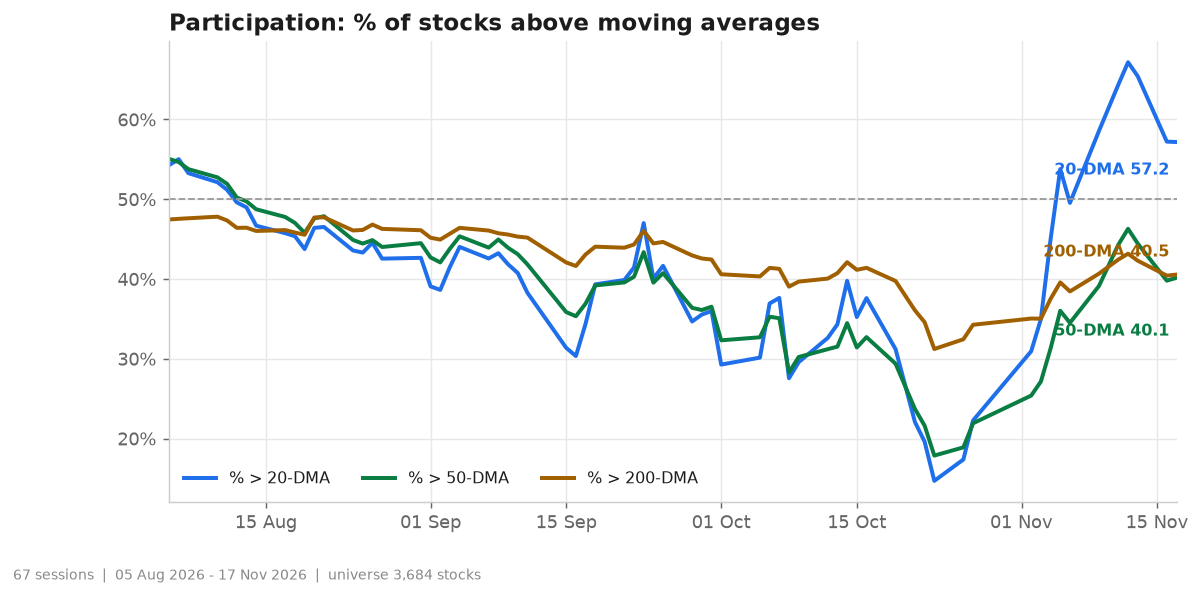 Participation: % of stocks above moving averages
60%
50%
40%
30%
20%
20-DMA 57.2
200-DMA 40.5
50-DMA 40.1
% > 20-DMA % > 50-DMA % > 200-DMA
15 Aug 01 Sep 15 Sep 01 Oct 15 Oct 01 Nov 15 Nov
67 sessions | 05 Aug 2026 - 17 Nov 2026 | universe 3,684 stocks